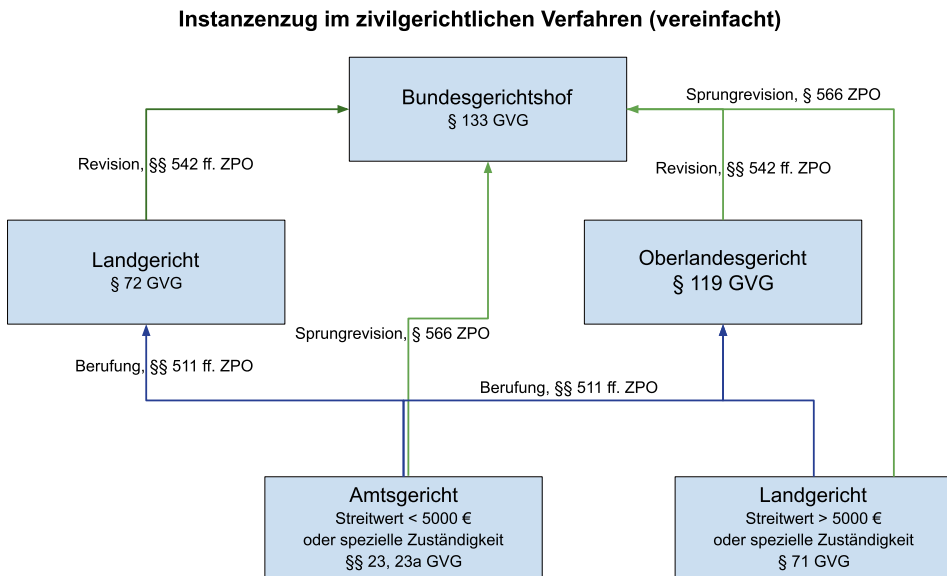 Instanzenzug im zivilgerichtlichen Verfahren (vereinfacht)
Bundesgerichtshof
§ 133 GVG
Sprungrevision, § 566 ZPO
Revision, §§ 542 ff. ZPO
Revision, §§ 542 ff. ZPO
Landgericht
§ 72 GVG
Oberlandesgericht
§ 119 GVG
Sprungrevision, § 566 ZPO
Berufung, §§ 511 ff. ZPO
Berufung, §§ 511 ff. ZPO
Amtsgericht
Streitwert < 5000 €
oder spezielle Zuständigkeit
§§ 23, 23a GVG
Landgericht
Streitwert > 5000 €
oder spezielle Zuständigkeit
§ 71 GVG